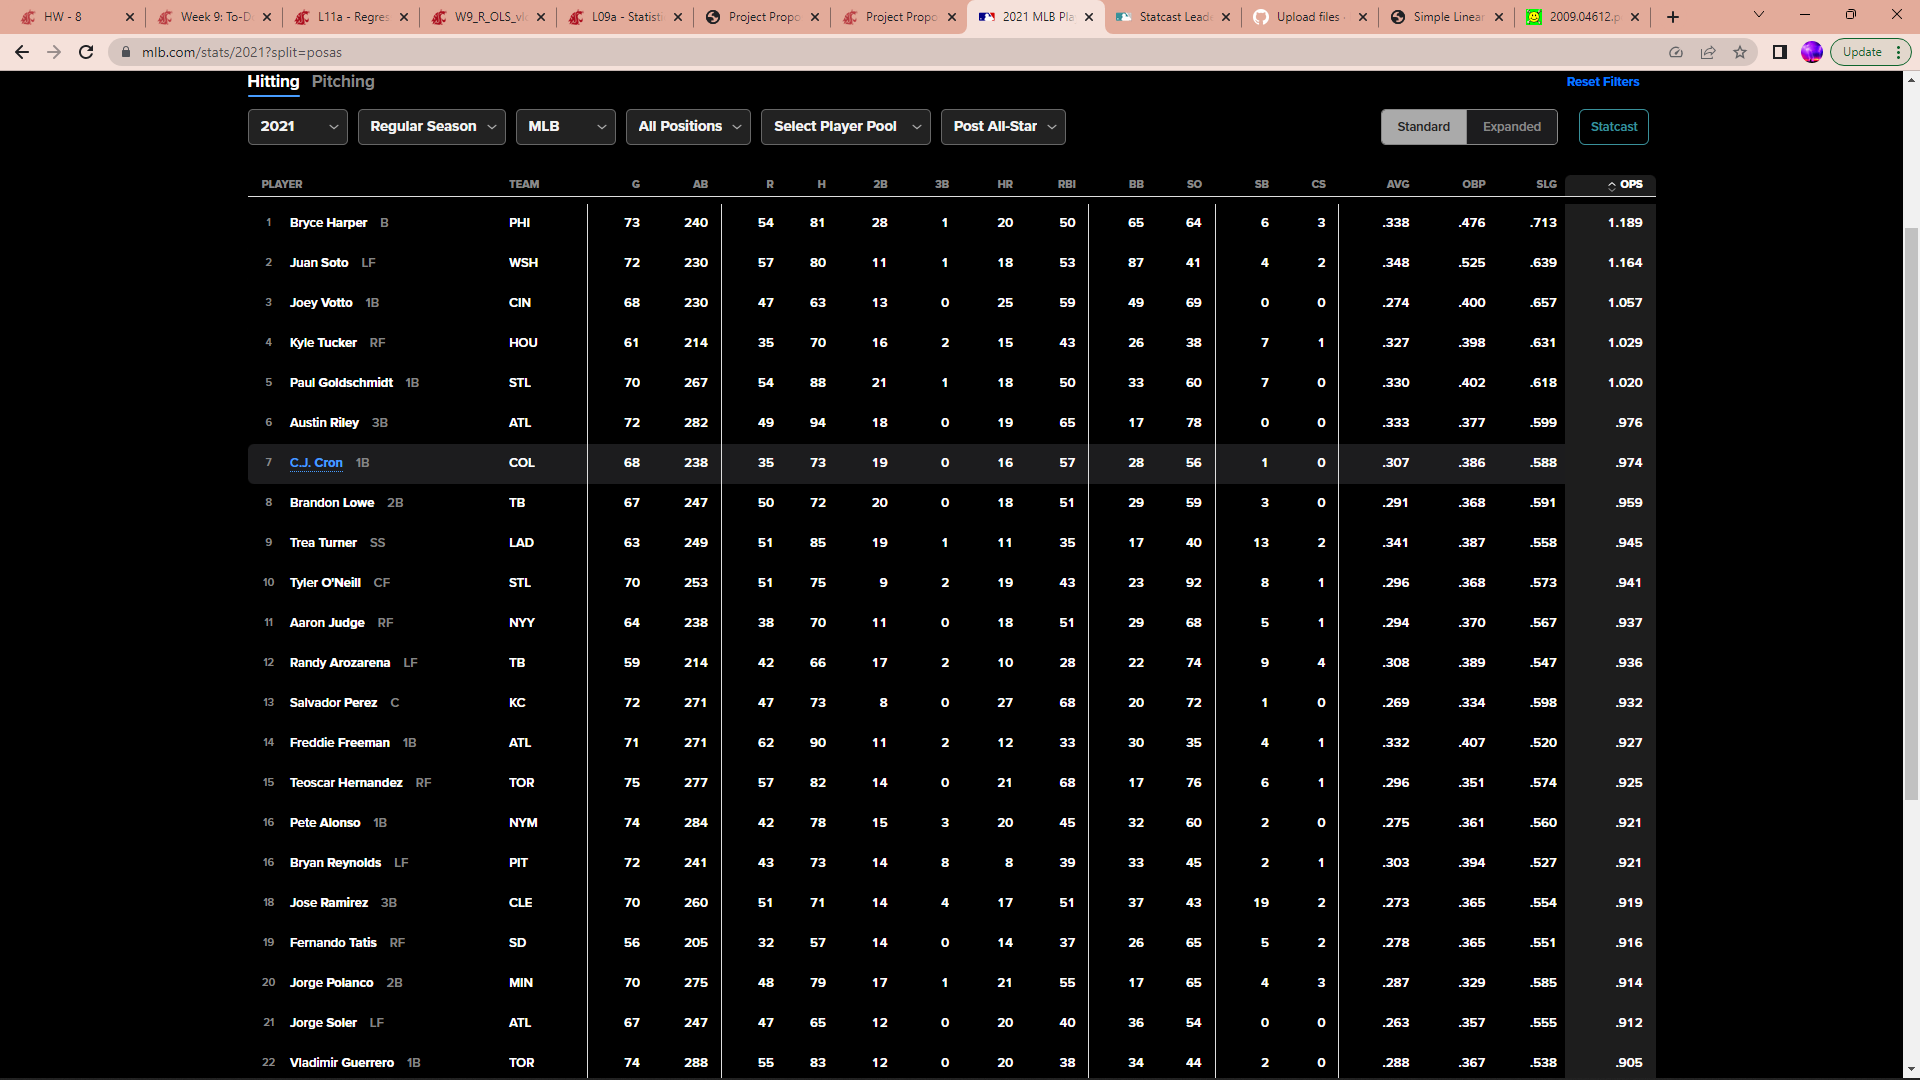 HW - 8
Week 9: To-D
L11a - Regres
W9_R_OLS_vi
L09a - Statisti
Project Propo
Project Propo
2021 MLB Pla
Statcast Lead
Upload files
Simple Linear
2009.04612.p
mlb.com/stats/2021?split=posas
Update
Hitting Pitching
Reset Filters
2021 Regular Season MLB All Positions Select Player Pool Post All-Star Standard Expanded Statcast
PLAYER TEAM G AB R H 2B 3B HR RBI BB SO SB CS AVG OBP SLG OPS
1 Bryce Harper B PHI 73 240 54 81 28 1 20 50 65 64 6 3 .338 .476 .713 1.189
2 Juan Soto LF WSH 72 230 57 80 11 1 18 53 87 41 4 2 .348 .525 .639 1.164
3 Joey Votto 1B CIN 68 230 47 63 13 0 25 59 49 69 0 0 .274 .400 .657 1.057
4 Kyle Tucker RF HOU 61 214 35 70 16 2 15 43 26 38 7 1 .327 .398 .631 1.029
5 Paul Goldschmidt 1B STL 70 267 54 88 21 1 18 50 33 60 7 0 .330 .402 .618 1.020
6 Austin Riley 3B ATL 72 282 49 94 18 0 19 65 17 78 0 0 .333 .377 .599 .976
7 C.J. Cron 1B COL 68 238 35 73 19 0 16 57 28 56 1 0 .307 .386 .588 .974
8 Brandon Lowe 2B TB 67 247 50 72 20 0 18 51 29 59 3 0 .291 .368 .591 .959
9 Trea Turner SS LAD 63 249 51 85 19 1 11 35 17 40 13 2 .341 .387 .558 .945
10 Tyler O'Neill CF STL 70 253 51 75 9 2 19 43 23 92 8 1 .296 .368 .573 .941
11 Aaron Judge RF NYY 64 238 38 70 11 0 18 51 29 68 5 1 .294 .370 .567 .937
12 Randy Arozarena LF TB 59 214 42 66 17 2 10 28 22 74 9 4 .308 .389 .547 .936
13 Salvador Perez C KC 72 271 47 73 8 0 27 68 20 72 1 0 .269 .334 .598 .932
14 Freddie Freeman 1B ATL 71 271 62 90 11 2 12 33 30 35 4 1 .332 .407 .520 .927
15 Teoscar Hernandez RF TOR 75 277 57 82 14 0 21 68 17 76 6 1 .296 .351 .574 .925
16 Pete Alonso 1B NYM 74 284 42 78 15 3 20 45 32 60 2 0 .275 .361 .560 .921
16 Bryan Reynolds LF PIT 72 241 43 73 14 8 8 39 33 45 2 1 .303 .394 .527 .921
18 Jose Ramirez 3B CLE 70 260 51 71 14 4 17 51 37 43 19 2 .273 .365 .554 .919
19 Fernando Tatis RF SD 56 205 32 57 14 0 14 37 26 65 5 2 .278 .365 .551 .916
20 Jorge Polanco 2B MIN 70 275 48 79 17 1 21 55 17 65 4 3 .287 .329 .585 .914
21 Jorge Soler LF ATL 67 247 47 65 12 0 20 40 36 54 0 0 .263 .357 .555 .912
22 Vladimir Guerrero 1B TOR 74 288 55 83 12 0 20 38 34 44 2 0 .288 .367 .538 .905